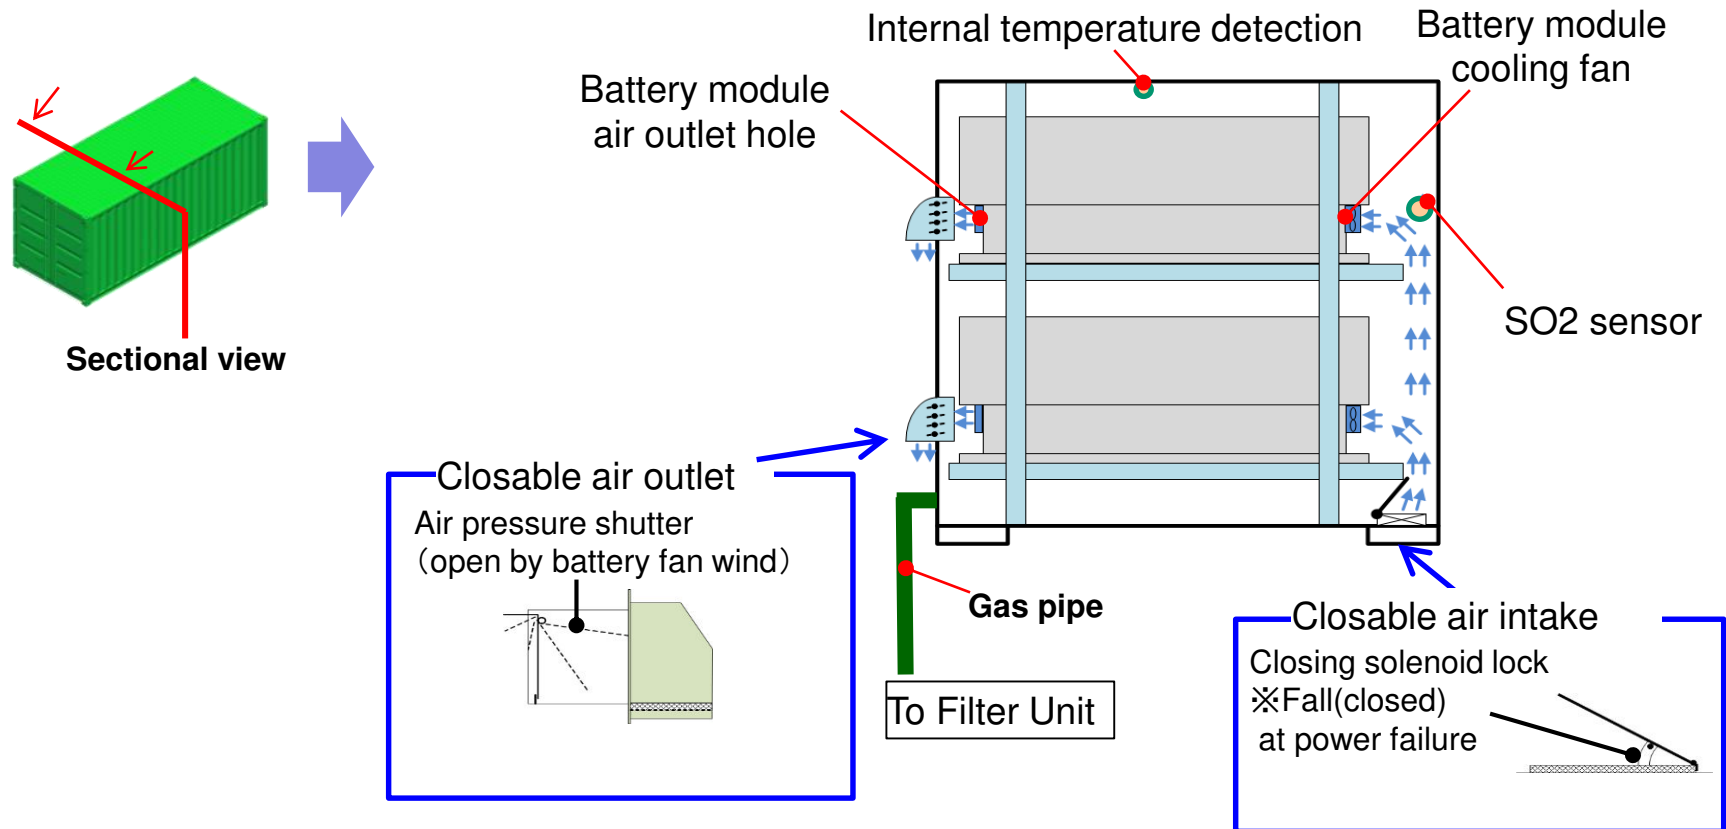 Internal temperature detection
Battery module
cooling fan
Battery module
air outlet hole
SO2 sensor
Sectional view
Closable air outlet
Air pressure shutter
（open by battery fan wind）
Gas pipe
To Filter Unit
Closable air intake
Closing solenoid lock
※Fall(closed)
at power failure